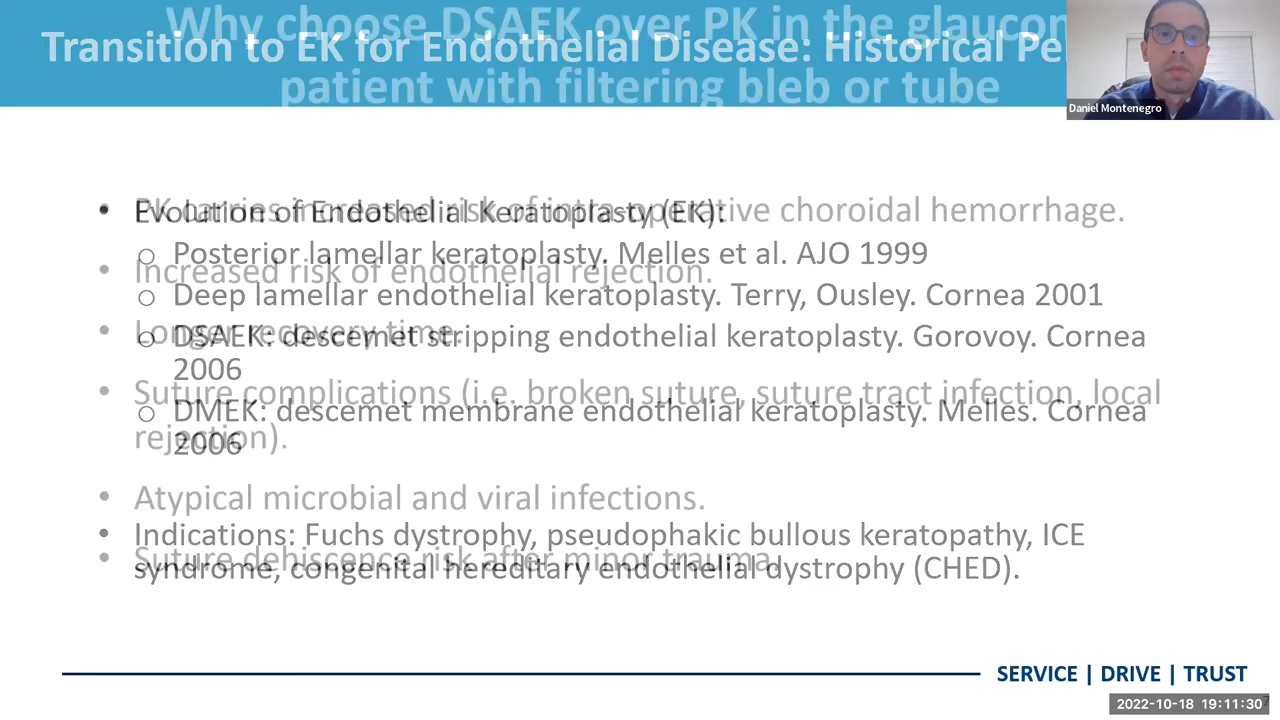 Why choose DSAEK over PK in the glaucom
Transition to EK for Endothelial Disease: Historical Pe
patient with filtering bleb or tube
Daniel Montenegro
• PK carries increased risk of intra-operative choroidal hemorrhage.
• Evolution of Endothelial Keratoplasty (EK):
o Posterior lamellar keratoplasty. Melles et al. AJO 1999
• Increased risk of endothelial rejection.
o Deep lamellar endothelial keratoplasty. Terry, Ousley. Cornea 2001
• Longer recovery time.
o DSAEK: descemet stripping endothelial keratoplasty. Gorovoy. Cornea
2006
• Suture complications (i.e. broken suture, suture tract infection, local
rejection).
o DMEK: descemet membrane endothelial keratoplasty. Melles. Cornea
2006
• Atypical microbial and viral infections.
• Indications: Fuchs dystrophy, pseudophakic bullous keratopathy, ICE
syndrome, congenital hereditary endothelial dystrophy (CHED).
• Suture dehiscence risk after minor trauma.
SERVICE | DRIVE | TRUST
2022-10-18 19:11:30
7